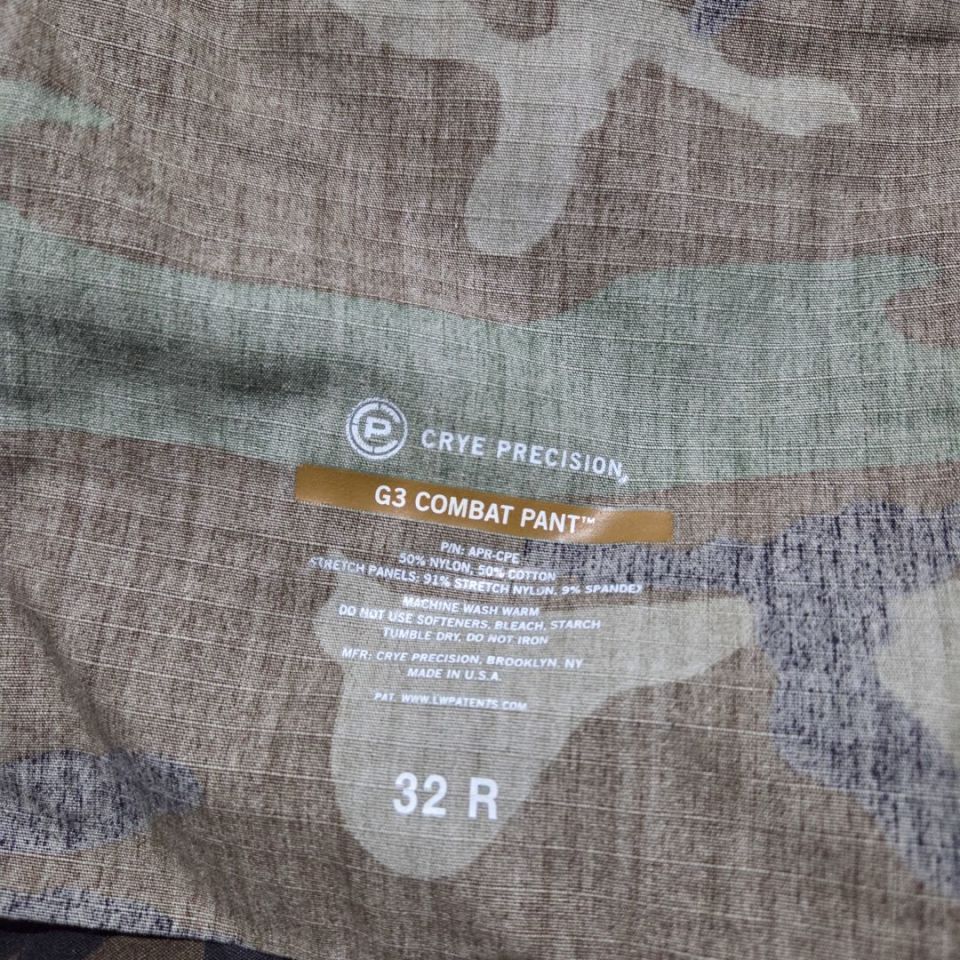 CRYE PRECISION
G3 COMBAT PANT™
P/N: APR-CPE
50% NYLON, 50% COTTON
STRETCH PANELS: 91% STRETCH NYLON, 9% SPANDEX
MACHINE WASH WARM
DO NOT USE SOFTENERS, BLEACH, STARCH
TUMBLE DRY, DO NOT IRON
MFR: CRYE PRECISION, BROOKLYN, NY
MADE IN U.S.A.
PAT. WWW.LWPATENTS.COM
32 R